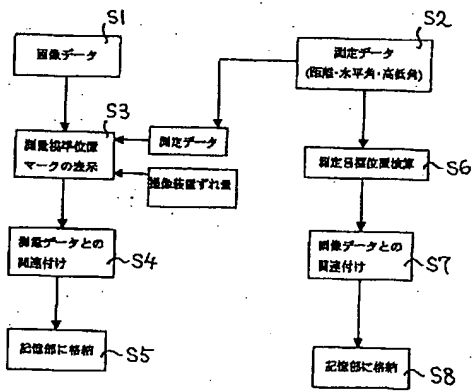 S1
画像データ
S2
測定データ
(距離・水平角・高低角)
S3
測量視準位置
マークの表示
測定データ
撮像装置ずれ量
測定目標位置演算
S6
測量データとの
関連付け
S4
画像データとの
関連付け
S7
記憶部に格納
S5
記憶部に格納
S8